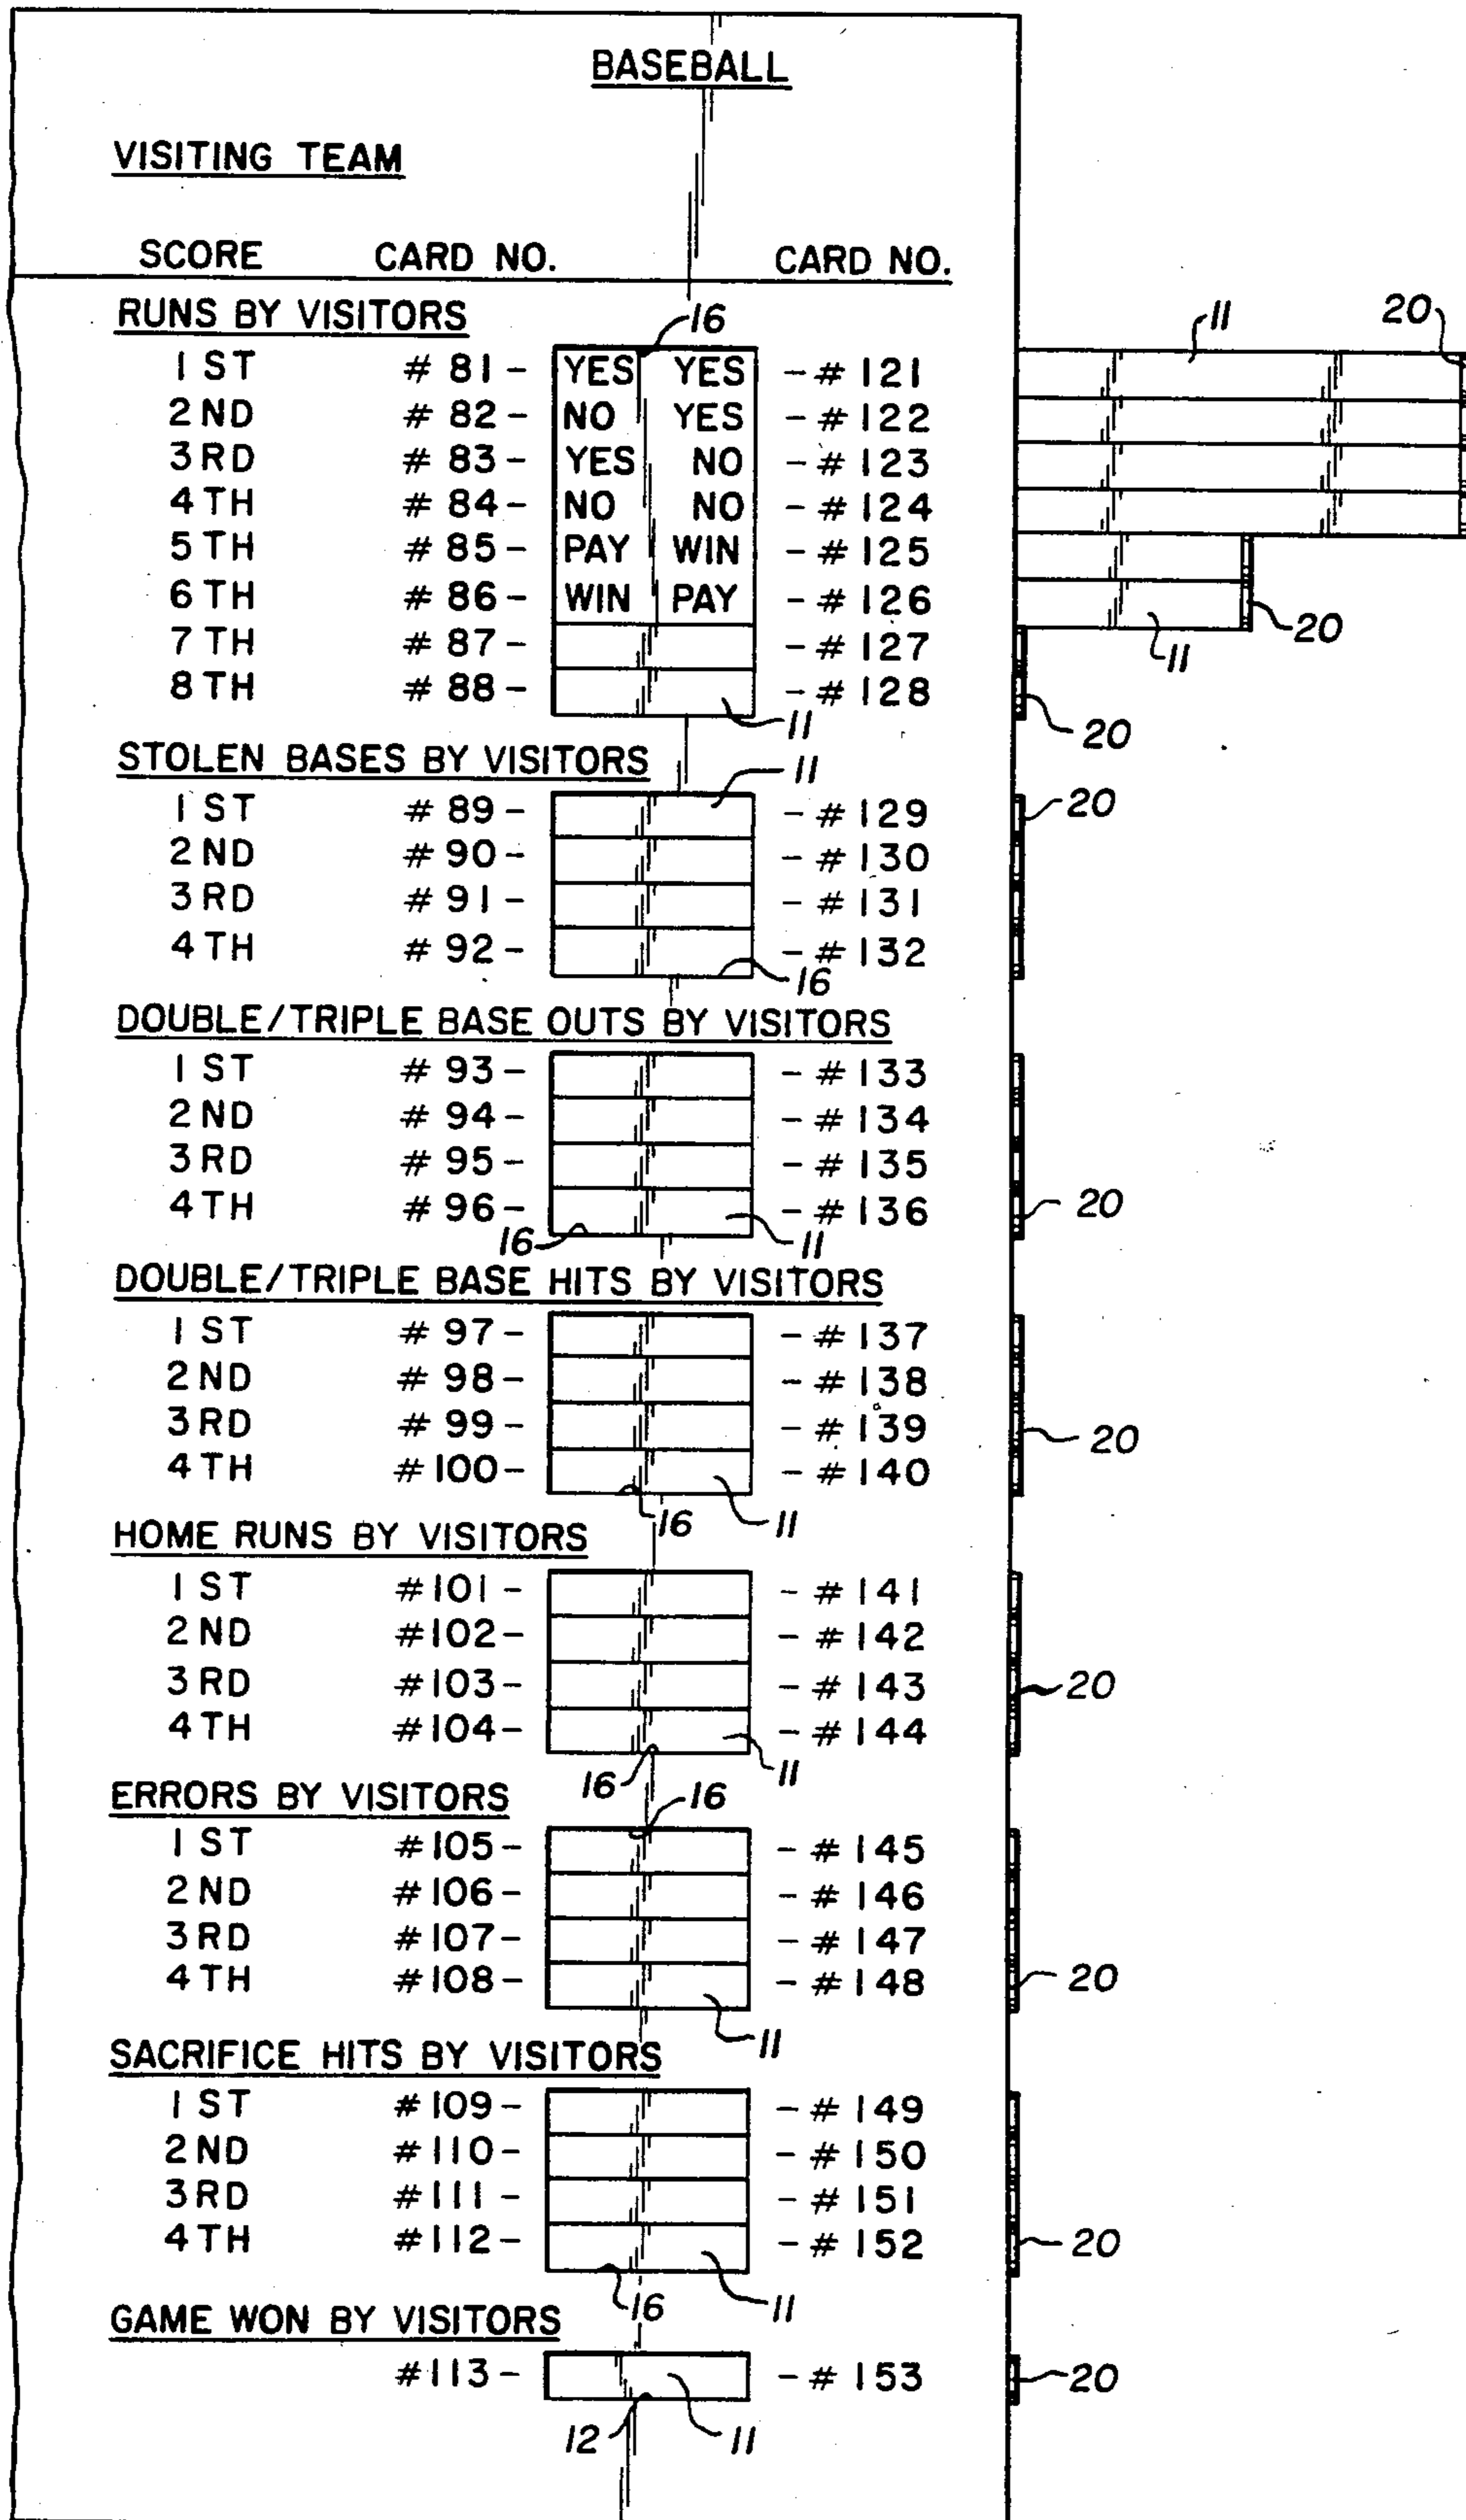 BASEBALL
VISITING TEAM
SCORE CARD NO. CARD NO.
RUNS BY VISITORS 16 11 20
1 ST # 81 - YES YES - # 121
2 ND # 82 - NO YES - # 122
3 RD # 83 - YES NO - # 123
4 TH # 84 - NO NO - # 124
5 TH # 85 - PAY WIN - # 125
6 TH # 86 - WIN PAY - # 126 20
7 TH # 87 - - # 127 11
8 TH # 88 - - # 128
11 20
STOLEN BASES BY VISITORS 11
1 ST # 89 - - # 129 20
2 ND # 90 - - # 130
3 RD # 91 - - # 131
4 TH # 92 - - # 132
16
DOUBLE/TRIPLE BASE OUTS BY VISITORS
1 ST # 93 - - # 133
2 ND # 94 - - # 134
3 RD # 95 - - # 135
4 TH # 96 - - # 136 20
16 11
DOUBLE/TRIPLE BASE HITS BY VISITORS
1 ST # 97 - - # 137
2 ND # 98 - - # 138
3 RD # 99 - - # 139 20
4 TH # 100 - - # 140
16 11
HOME RUNS BY VISITORS
1 ST # 101 - - # 141
2 ND # 102 - - # 142
3 RD # 103 - - # 143 20
4 TH # 104 - - # 144
16 11
ERRORS BY VISITORS 16
1 ST # 105 - - # 145
2 ND # 106 - - # 146
3 RD # 107 - - # 147
4 TH # 108 - - # 148 20
11
SACRIFICE HITS BY VISITORS
1 ST # 109 - - # 149
2 ND # 110 - - # 150
3 RD # 111 - - # 151
4 TH # 112 - - # 152 20
16 11
GAME WON BY VISITORS
# 113 - - # 153 20
12 11